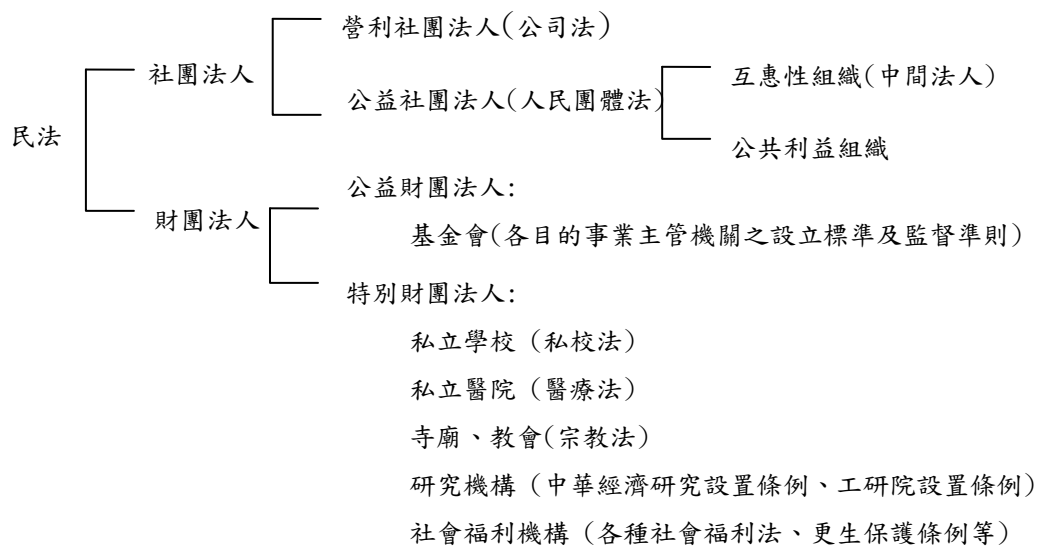 營利社團法人(公司法)
社團法人
互惠性組織(中間法人)
公益社團法人(人民團體法)
民法
公共利益組織
公益財團法人:
財團法人
基金會(各目的事業主管機關之設立標準及監督準則)
特別財團法人:
私立學校 (私校法)
私立醫院 (醫療法)
寺廟、教會(宗教法)
研究機構 (中華經濟研究設置條例、工研院設置條例)
社會福利機構 (各種社會福利法、更生保護條例等)